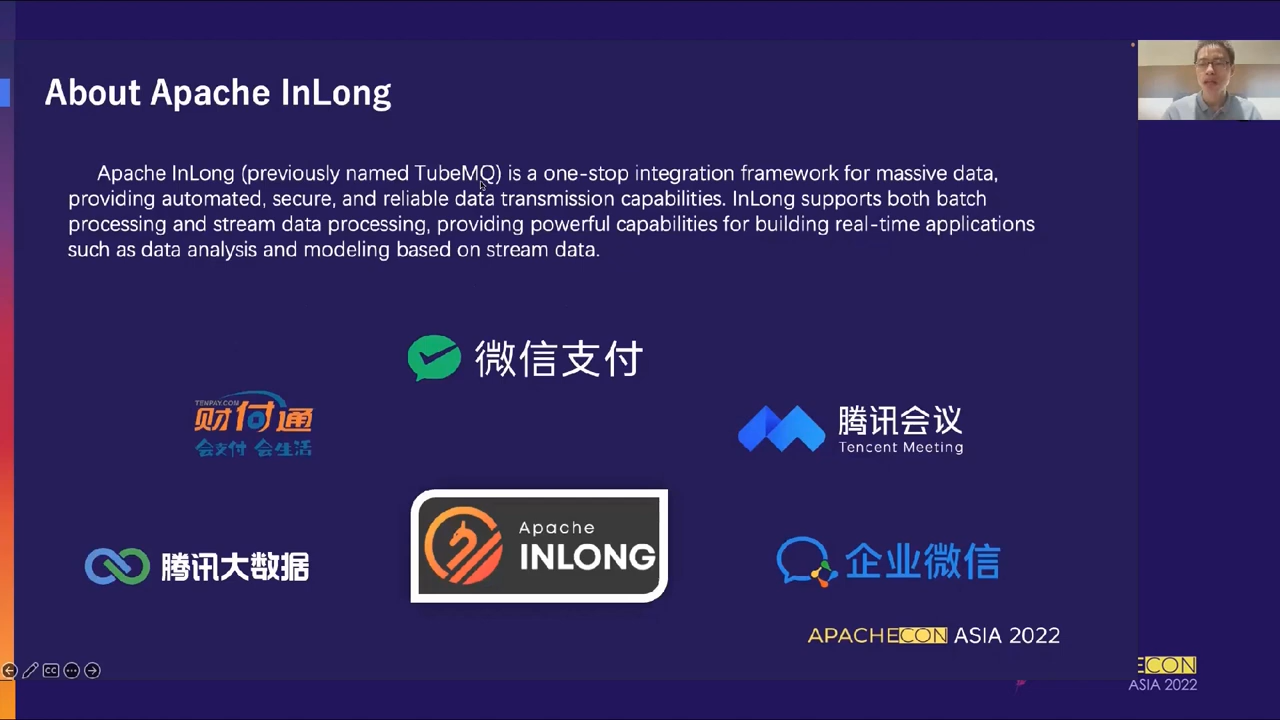 About Apache InLong
Apache InLong (previously named TubeMQ) is a one-stop integration framework for massive data,
providing automated, secure, and reliable data transmission capabilities. InLong supports both batch
processing and stream data processing, providing powerful capabilities for building real-time applications
such as data analysis and modeling based on stream data.
微信支付
TENPAY.COM
财付通
会支付 会生活
腾讯会议
Tencent Meeting
Apache
INLONG
腾讯大数据
企业微信
APACHECON ASIA 2022
CC
ECON
ASIA 2022